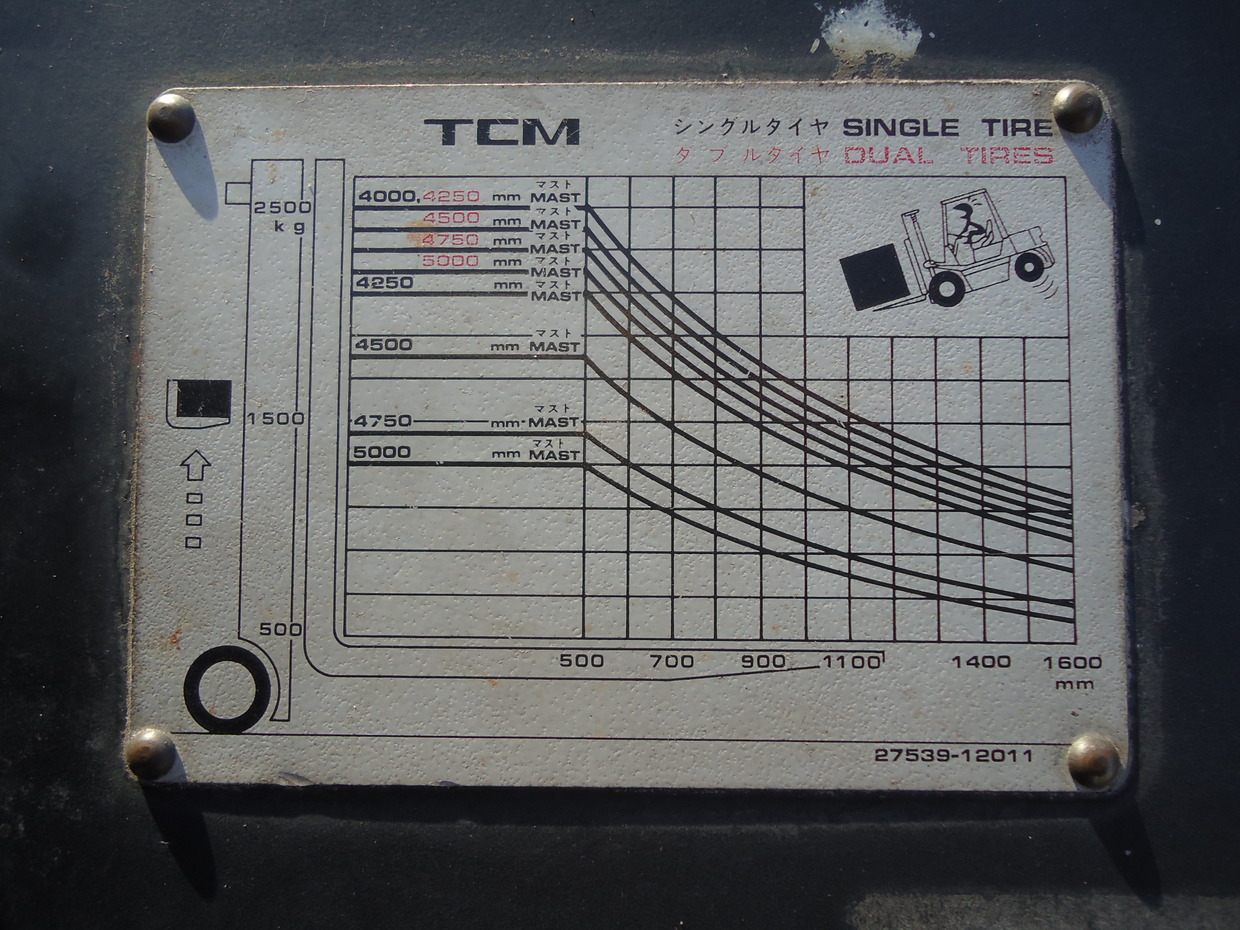 TCM
シングルタイヤ SINGLE TIRE
タブルタイヤ DUAL TIRES
4000,4250 mm マスト MAST
2500
kg
4500 mm マスト MAST
4750 mm マスト MAST
5000 mm マスト MAST
4250 mm MAST
4500 mm マスト MAST
1500
4750 mm マスト MAST
5000 mm マスト MAST
500
500 700 900 1100 1400 1600
mm
27539-12011